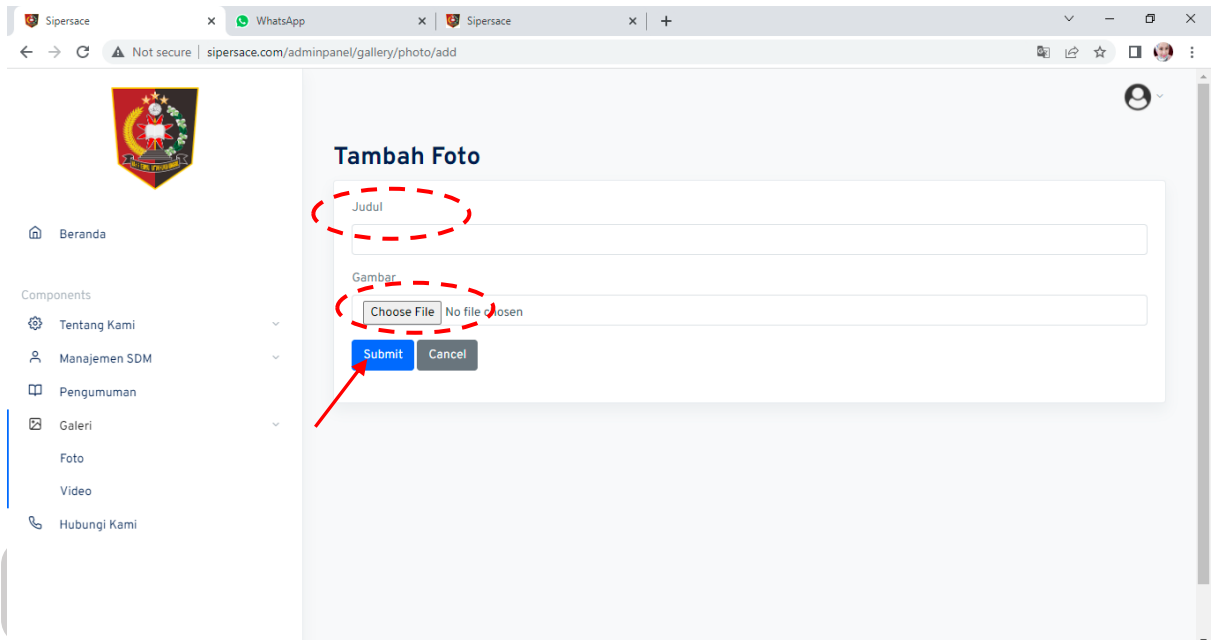 Sipersace
WhatsApp
Sipersace
Not secure | sipersace.com/adminpanel/gallery/photo/add
Tambah Foto
Judul
Gambar
Choose File No file chosen
Submit Cancel
Beranda
Components
Tentang Kami
Manajemen SDM
Pengumuman
Galeri
Foto
Video
Hubungi Kami